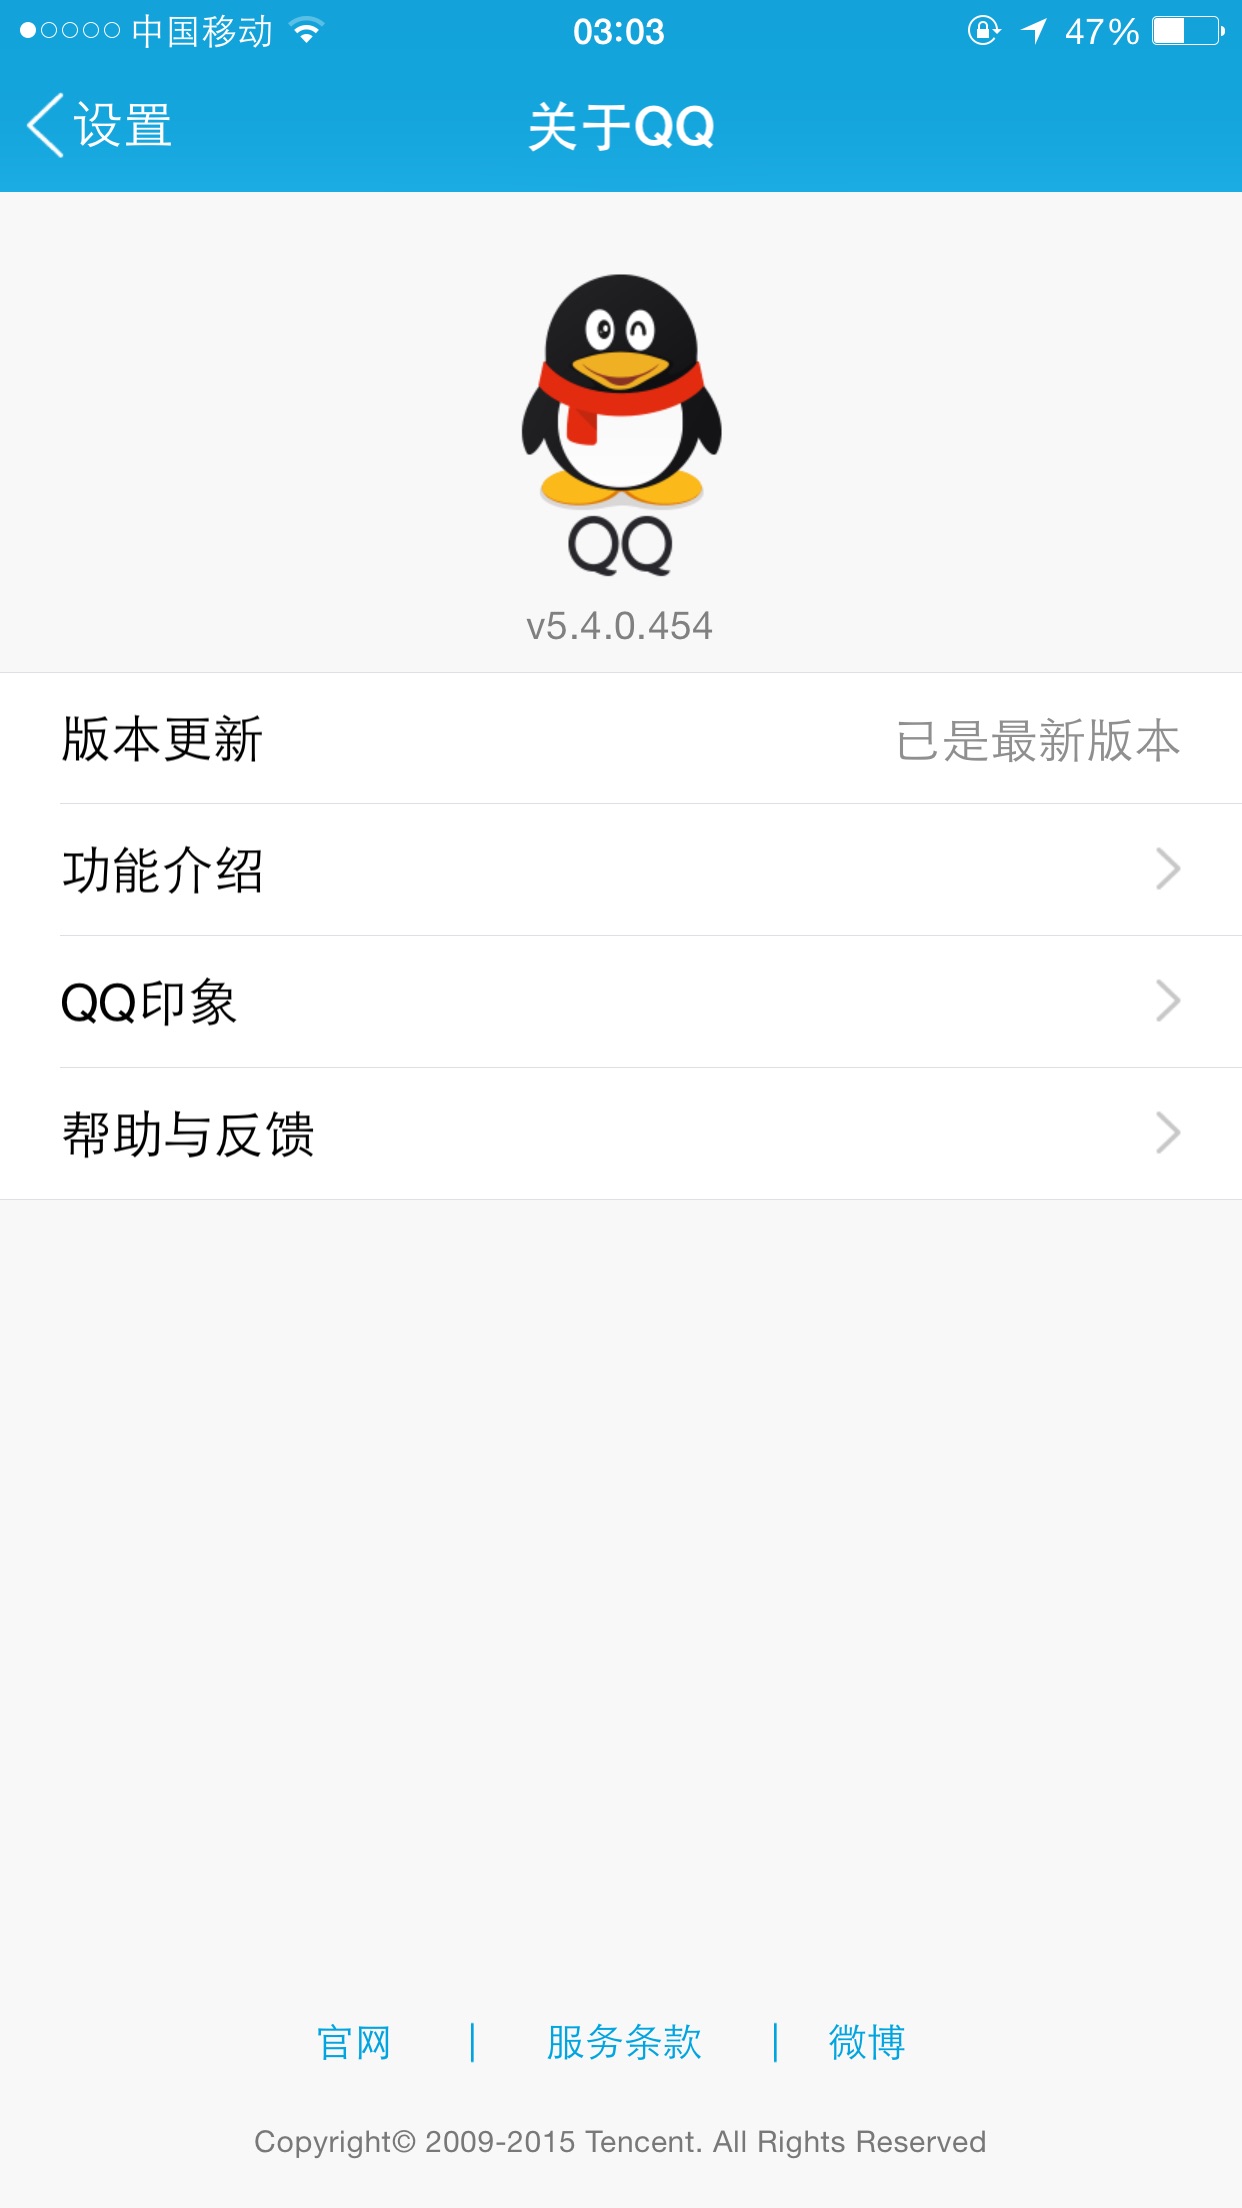 中国移动 03:03 47%
设置 关于QQ
QQ
v5.4.0.454
版本更新 已是最新版本
功能介绍
QQ印象
帮助与反馈
官网 | 服务条款 | 微博
Copyright© 2009-2015 Tencent. All Rights Reserved